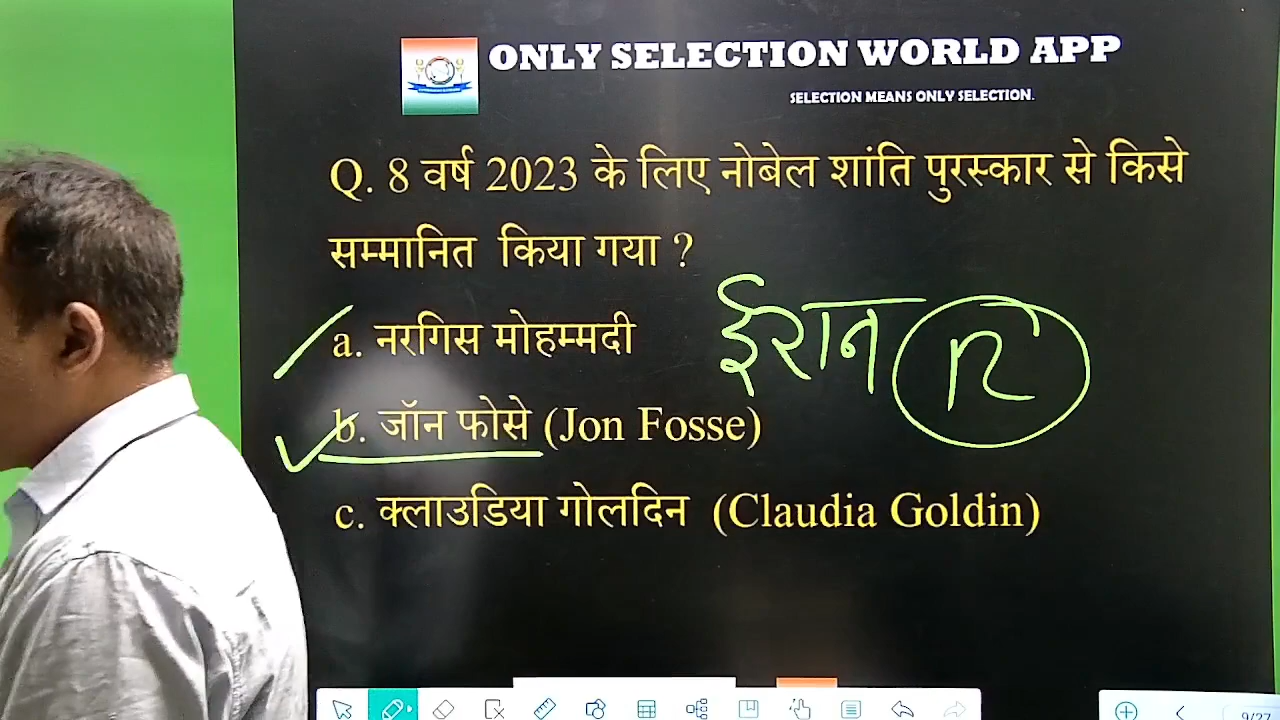 ONLY SELECTION WORLD APP
SELECTION MEANS ONLY SELECTION.
Q. 8 वर्ष 2023 के लिए नोबेल शांति पुरस्कार से किसे
सम्मानित किया गया ?
a. नरगिस मोहम्मदी
ईरान
b. जॉन फोसे (Jon Fosse)
c. क्लाउडिया गोलदिन (Claudia Goldin)